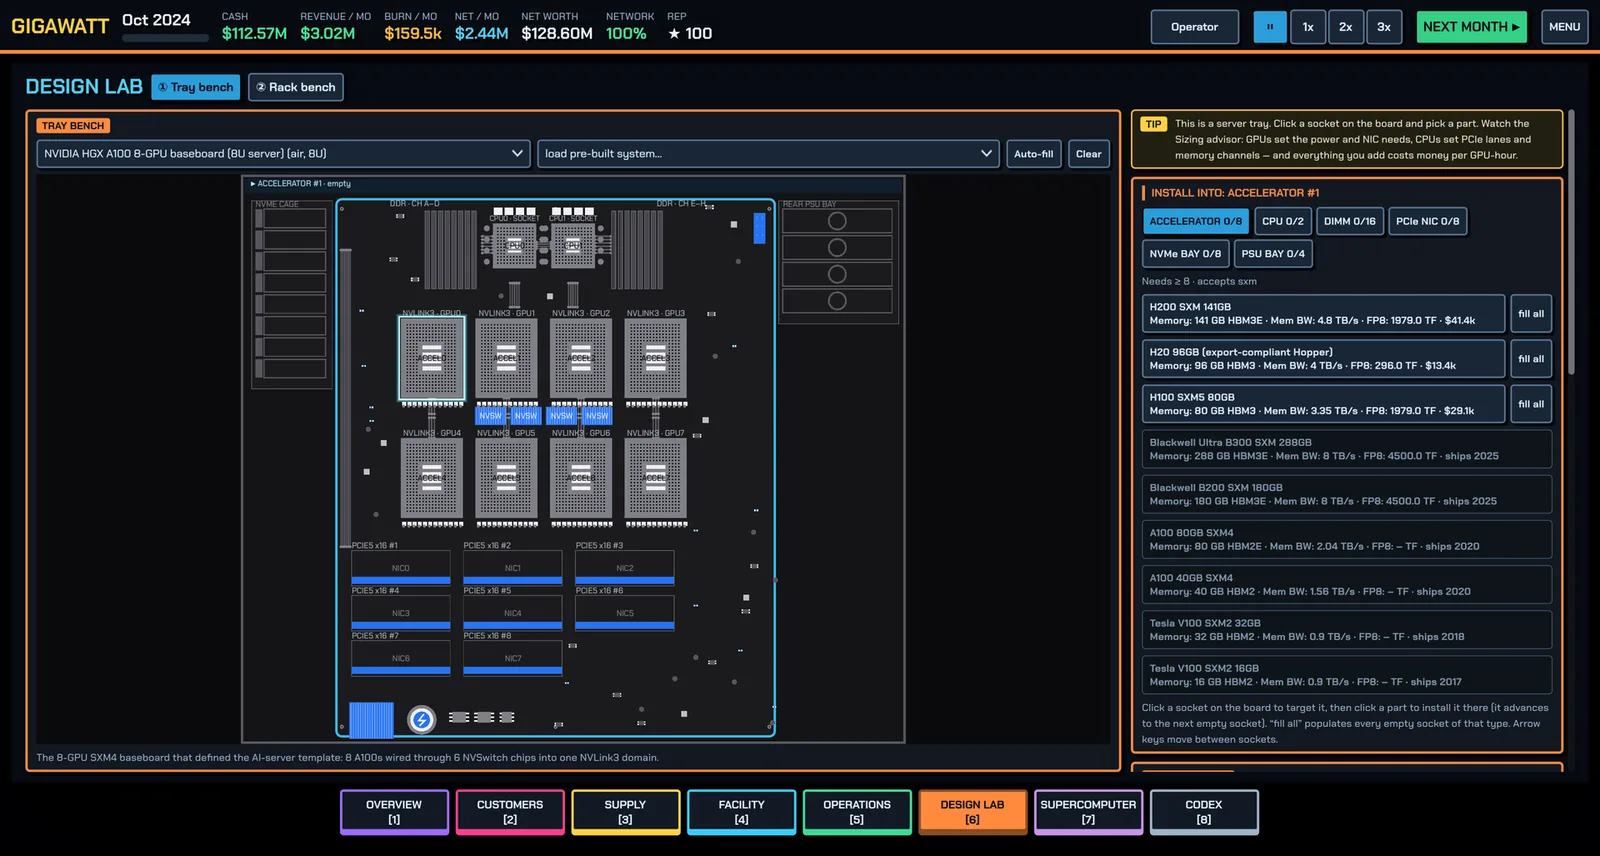 GIGAWATT
Oct 2024
CASH
$112.57M
REVENUE / MO
$3.02M
BURN / MO
$159.5k
NET / MO
$2.44M
NET WORTH
$128.60M
NETWORK
100%
REP
★ 100
Operator
1x
2x
3x
NEXT MONTH ▸
MENU
DESIGN LAB
① Tray bench
② Rack bench
TRAY BENCH
NVIDIA HGX A100 8-GPU baseboard (8U server) (air, 8U)
load pre-built system...
Auto-fill
Clear
▸ ACCELERATOR #1 · empty
NVME CAGE
DDR · CH A–D
DDR · CH E–H
REAR PSU BAY
CPU0 · SOCKET
CPU1 · SOCKET
NVLINK3 · GPU0
NVLINK3 · GPU1
NVLINK3 · GPU2
NVLINK3 · GPU3
ACCEL0
ACCEL1
ACCEL2
ACCEL3
NVSW
NVSW
NVSW
NVSW
NVLINK3 · GPU4
NVLINK3 · GPU5
NVLINK3 · GPU6
NVLINK3 · GPU7
ACCEL4
ACCEL5
ACCEL6
ACCEL7
PCIE5 x16 #1
PCIE5 x16 #2
PCIE5 x16 #3
NIC0
NIC1
NIC2
PCIE5 x16 #4
PCIE5 x16 #5
PCIE5 x16 #6
NIC3
NIC4
NIC5
PCIE5 x16 #7
PCIE5 x16 #8
NIC6
NIC7
The 8-GPU SXM4 baseboard that defined the AI-server template: 8 A100s wired through 6 NVSwitch chips into one NVLink3 domain.
TIP
This is a server tray. Click a socket on the board and pick a part. Watch the
Sizing advisor: GPUs set the power and NIC needs, CPUs set PCIe lanes and
memory channels — and everything you add costs money per GPU-hour.
INSTALL INTO: ACCELERATOR #1
ACCELERATOR 0/8
CPU 0/2
DIMM 0/16
PCIe NIC 0/8
NVMe BAY 0/8
PSU BAY 0/4
Needs ≥ 8 · accepts sxm
H200 SXM 141GB
Memory: 141 GB HBM3E · Mem BW: 4.8 TB/s · FP8: 1979.0 TF · $41.4k
fill all
H20 96GB (export-compliant Hopper)
Memory: 96 GB HBM3 · Mem BW: 4 TB/s · FP8: 296.0 TF · $13.4k
fill all
H100 SXM5 80GB
Memory: 80 GB HBM3 · Mem BW: 3.35 TB/s · FP8: 1979.0 TF · $29.1k
fill all
Blackwell Ultra B300 SXM 288GB
Memory: 288 GB HBM3E · Mem BW: 8 TB/s · FP8: 4500.0 TF · ships 2025
Blackwell B200 SXM 180GB
Memory: 180 GB HBM3E · Mem BW: 8 TB/s · FP8: 4500.0 TF · ships 2025
A100 80GB SXM4
Memory: 80 GB HBM2E · Mem BW: 2.04 TB/s · FP8: – TF · ships 2020
A100 40GB SXM4
Memory: 40 GB HBM2 · Mem BW: 1.56 TB/s · FP8: – TF · ships 2020
Tesla V100 SXM2 32GB
Memory: 32 GB HBM2 · Mem BW: 0.9 TB/s · FP8: – TF · ships 2018
Tesla V100 SXM2 16GB
Memory: 16 GB HBM2 · Mem BW: 0.9 TB/s · FP8: – TF · ships 2017
Click a socket on the board to target it, then click a part to install it there (it advances
to the next empty socket). "fill all" populates every empty socket of that type. Arrow
keys move between sockets.
OVERVIEW
[1]
CUSTOMERS
[2]
SUPPLY
[3]
FACILITY
[4]
OPERATIONS
[5]
DESIGN LAB
[6]
SUPERCOMPUTER
[7]
CODEX
[8]